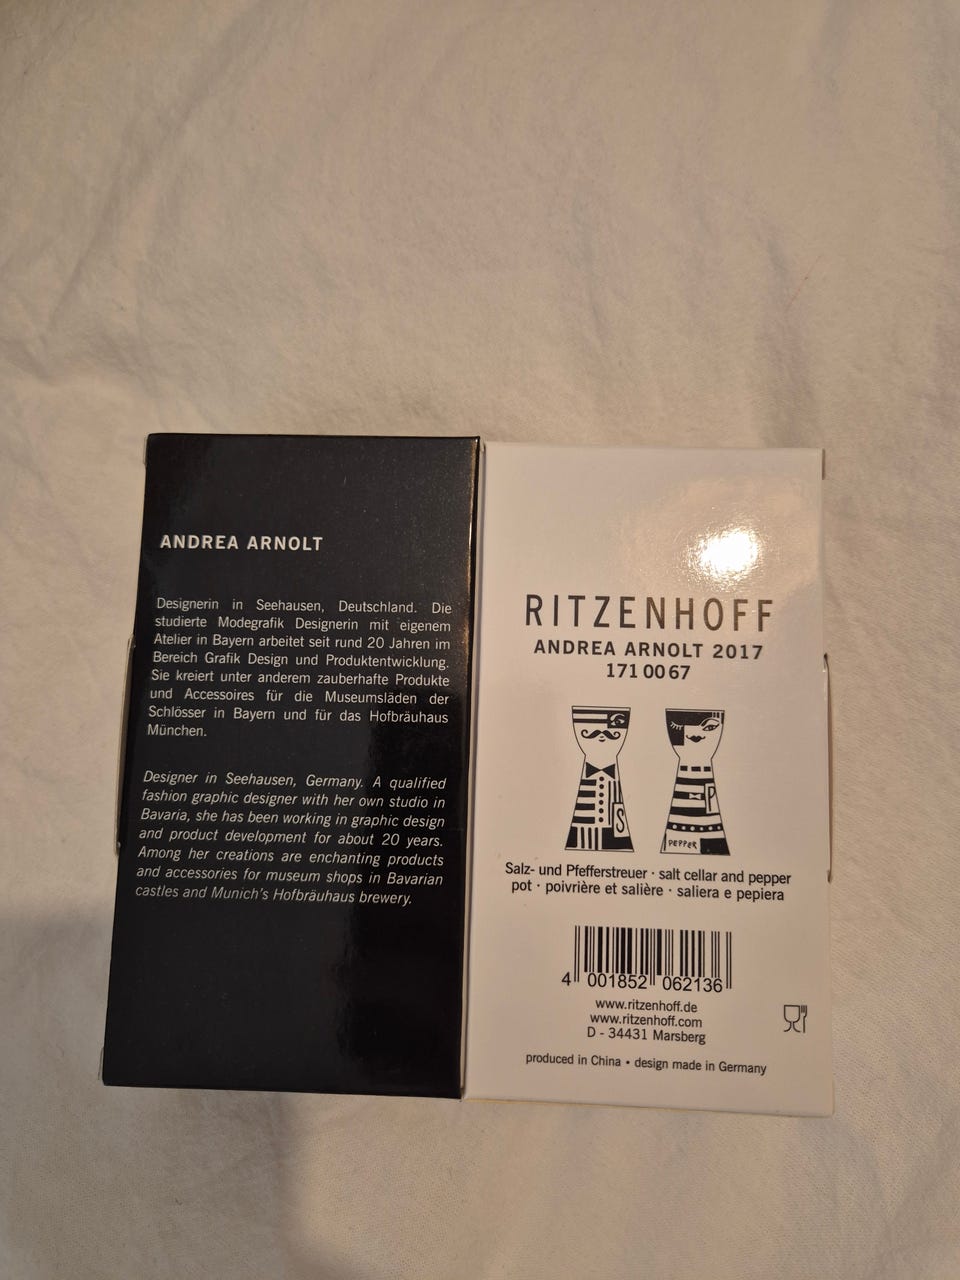 ANDREA ARNOLT
Designerin in Seehausen, Deutschland. Die
studierte Modegrafik Designerin mit eigenem
Atelier in Bayern arbeitet seit rund 20 Jahren im
Bereich Grafik Design und Produktentwicklung.
Sie kreiert unter anderem zauberhafte Produkte
und Accessoires für die Museumsläden der
Schlösser in Bayern und für das Hofbräuhaus
München.
Designer in Seehausen, Germany. A qualified
fashion graphic designer with her own studio in
Bavaria, she has been working in graphic design
and product development for about 20 years.
Among her creations are enchanting products
and accessories for museum shops in Bavarian
castles and Munich's Hofbräuhaus brewery.
RITZENHOFF
ANDREA ARNOLT 2017
171 00 67
S
P
PEPPER
Salz- und Pfefferstreuer · salt cellar and pepper
pot · poivrière et salière · saliera e pepiera
4 001852 062136
www.ritzenhoff.de
www.ritzenhoff.com
D - 34431 Marsberg
produced in China • design made in Germany